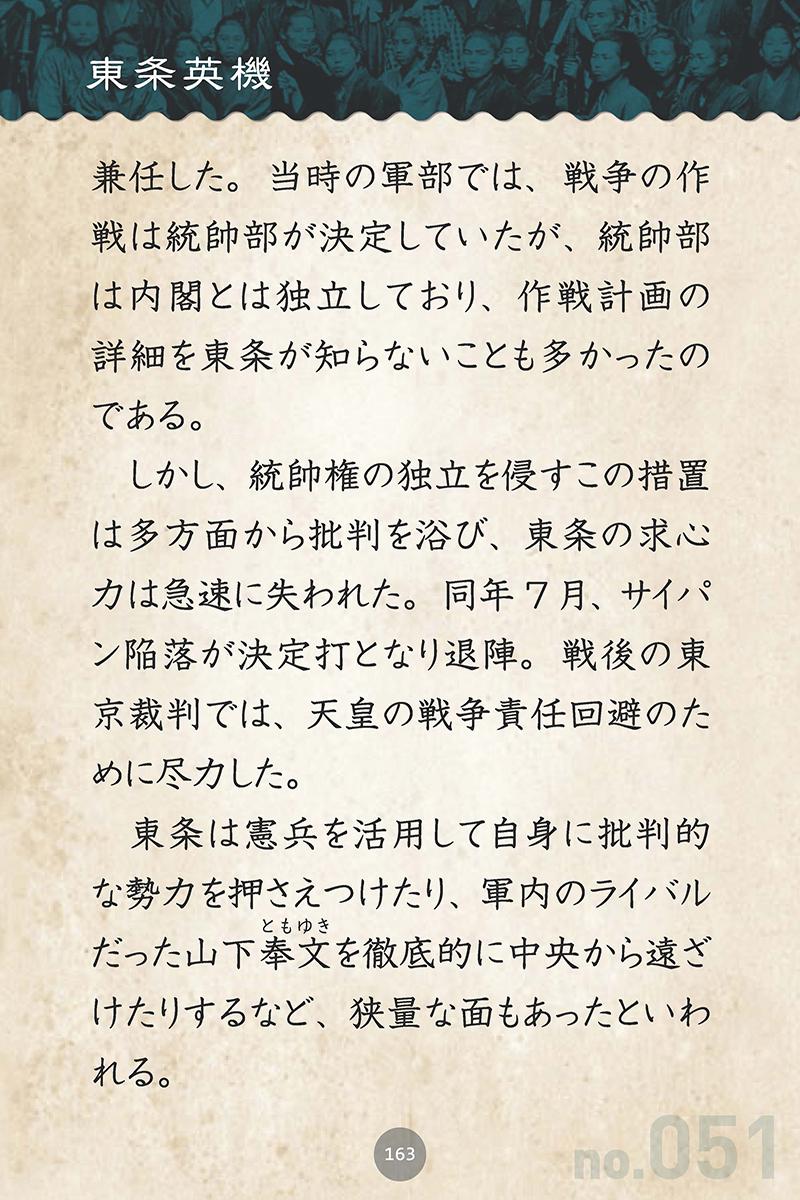 東条英機
兼任した。当時の軍部では、戦争の作
戦は統帥部が決定していたが、統帥部
は内閣とは独立しており、作戦計画の
詳細を東条が知らないことも多かったの
である。
しかし、統帥権の独立を侵すこの措置
は多方面から批判を浴び、東条の求心
力は急速に失われた。同年7月、サイパ
ン陥落が決定打となり退陣。戦後の東
京裁判では、天皇の戦争責任回避のた
めに尽力した。
東条は憲兵を活用して自身に批判的
な勢力を押さえつけたり、軍内のライバル
ともゆき
だった山下奉文を徹底的に中央から遠ざ
けたりするなど、狭量な面もあったといわ
れる。
163
no.051